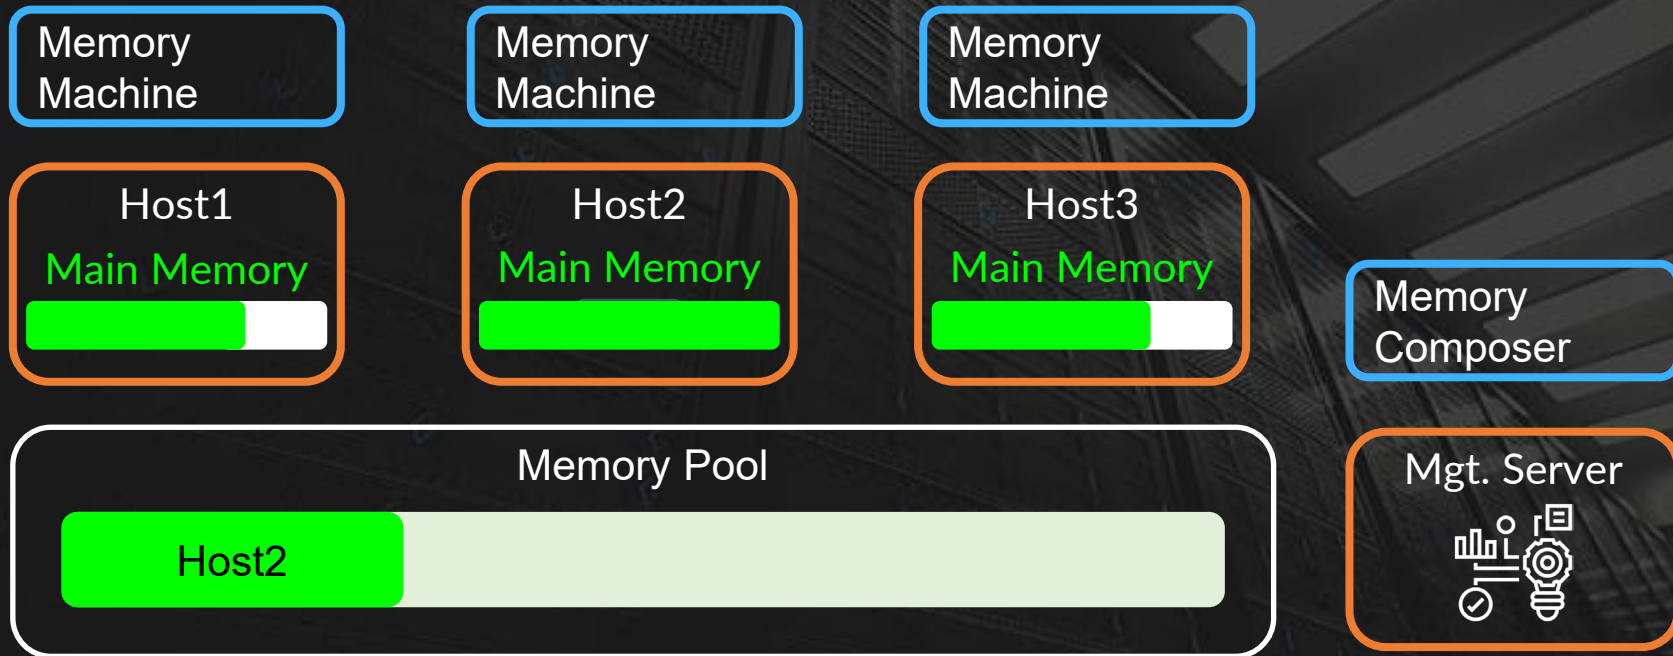 Memory
Machine
Memory
Machine
Memory
Machine
Host1
Main Memory
Host2
Main Memory
Host3
Main Memory
Memory
Composer
Memory Pool
Host2
Mgt. Server